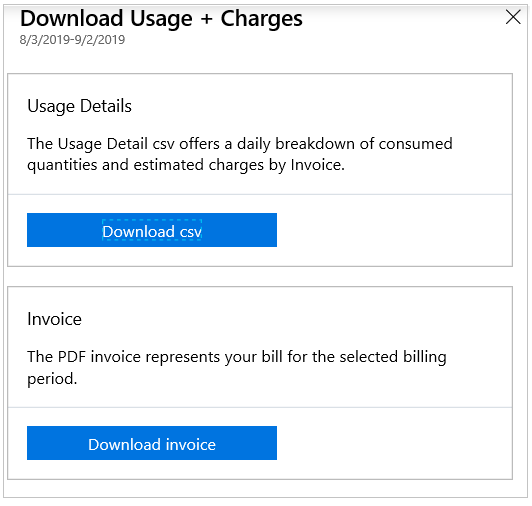 Download Usage + Charges
8/3/2019-9/2/2019
Usage Details
The Usage Detail csv offers a daily breakdown of consumed
quantities and estimated charges by Invoice.
Download csv
Invoice
The PDF invoice represents your bill for the selected billing
period.
Download invoice